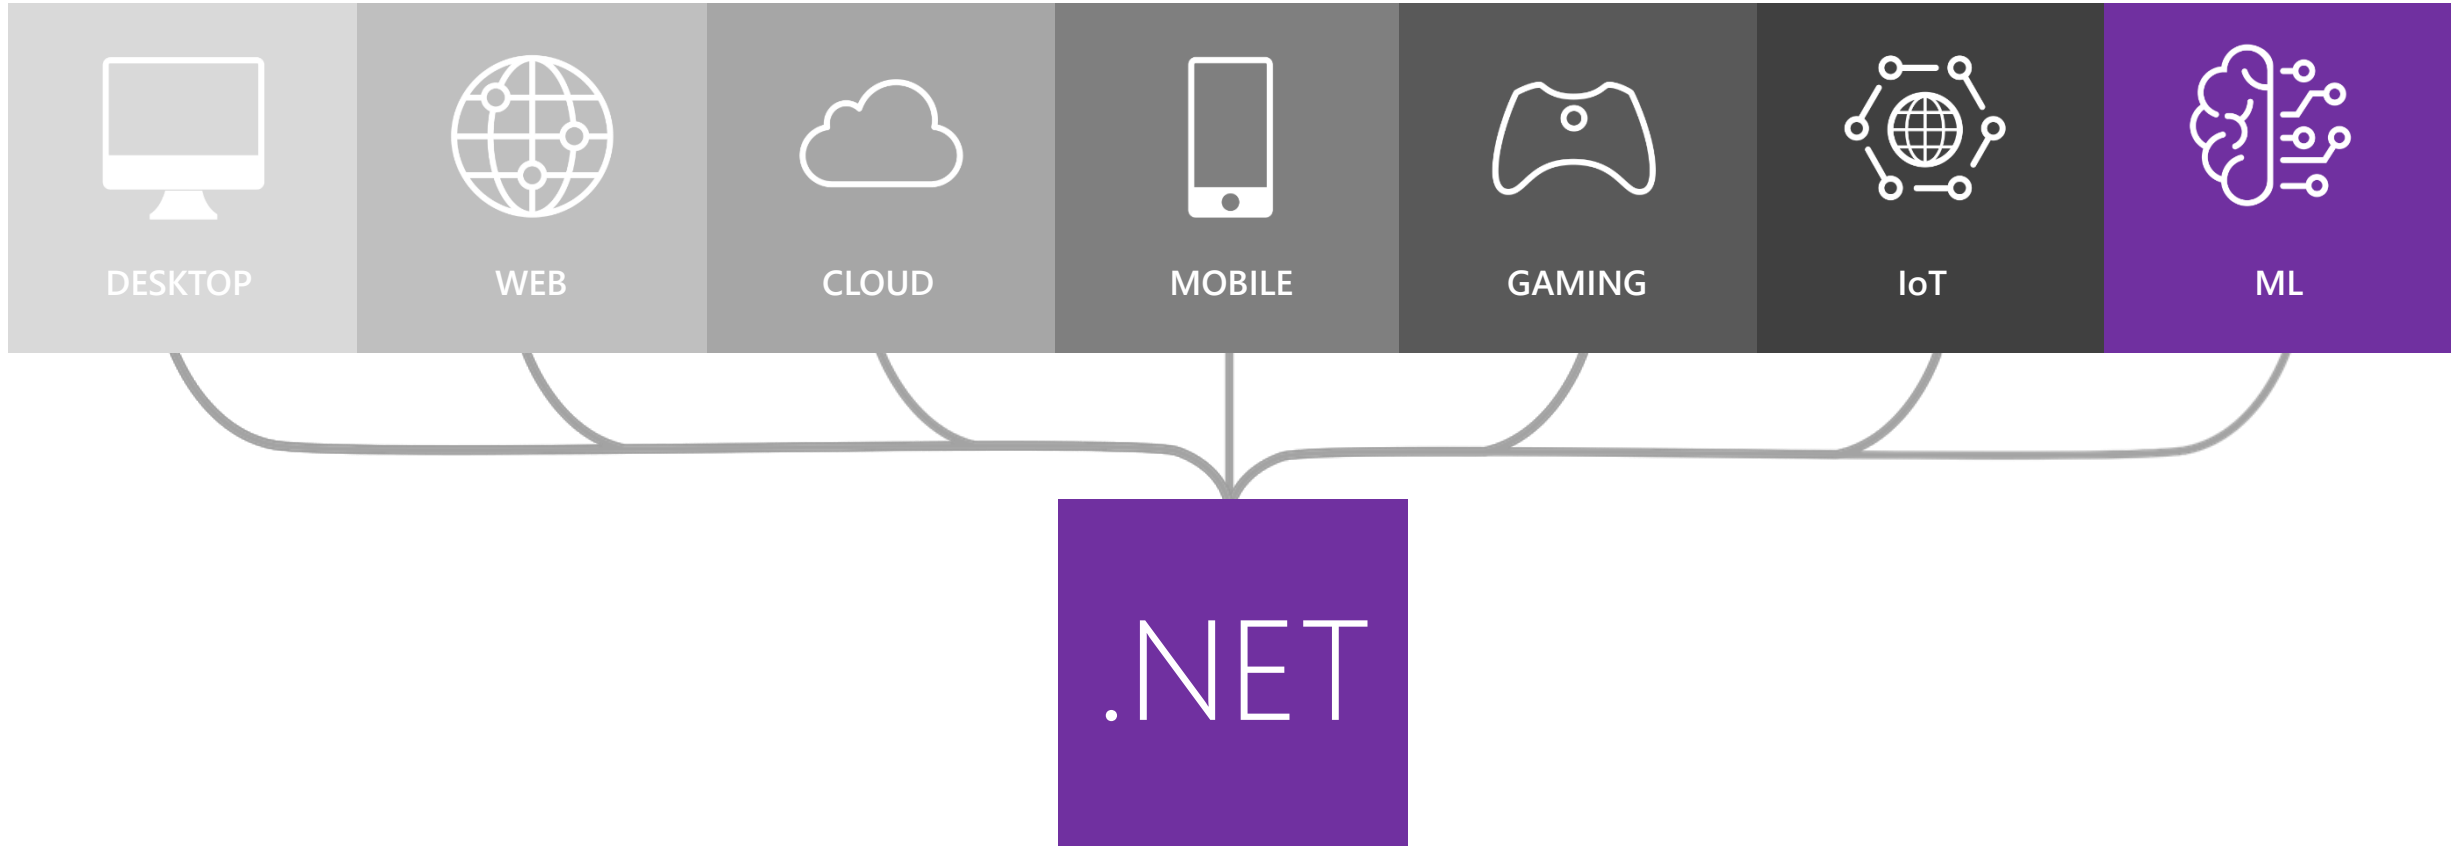 DESKTOP
WEB
CLOUD
MOBILE
GAMING
IoT
ML
.NET